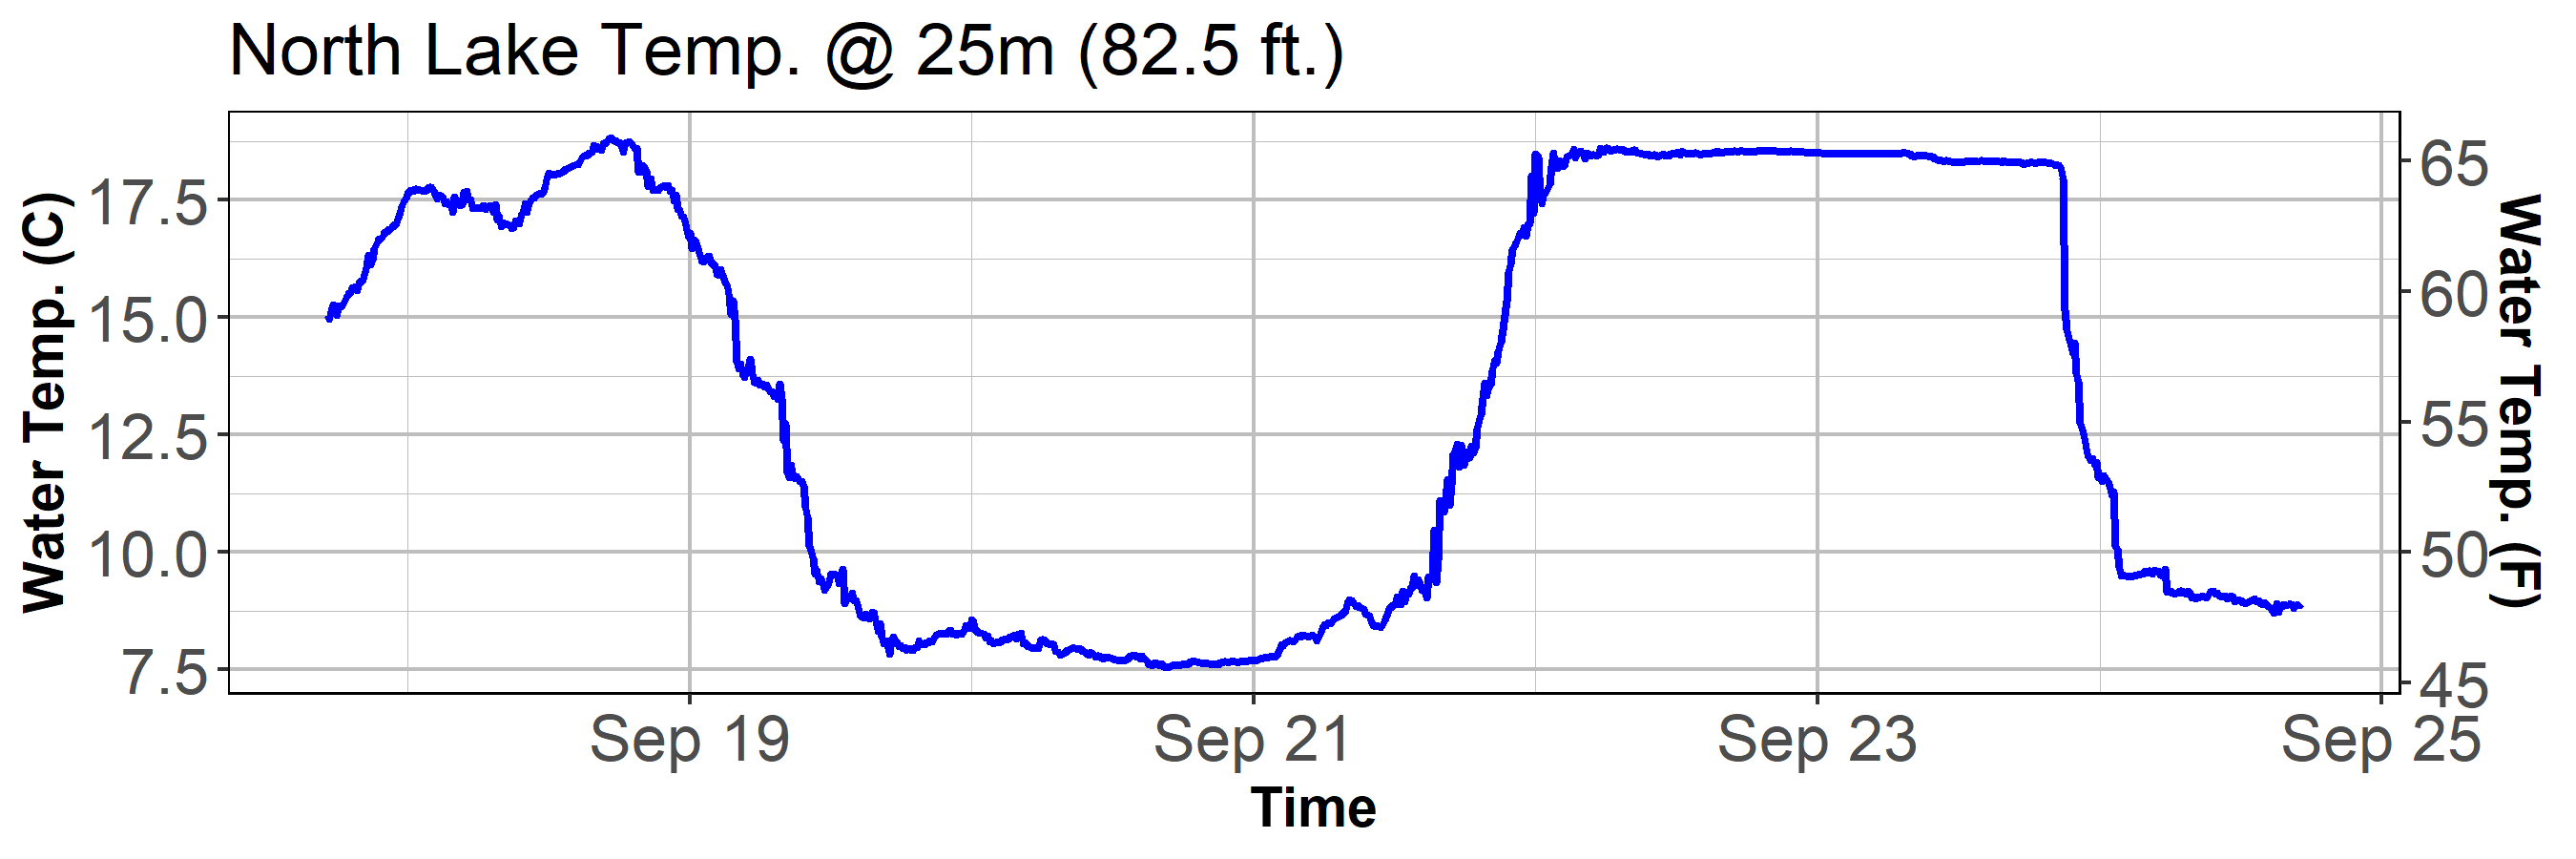 North Lake Temp. @ 25m (82.5 ft.)
Water Temp. (C)
17.5
15.0
12.5
10.0
7.5
65
60
55
50
45
Water Temp. (F)
Sep 19
Sep 21
Sep 23
Sep 25
Time